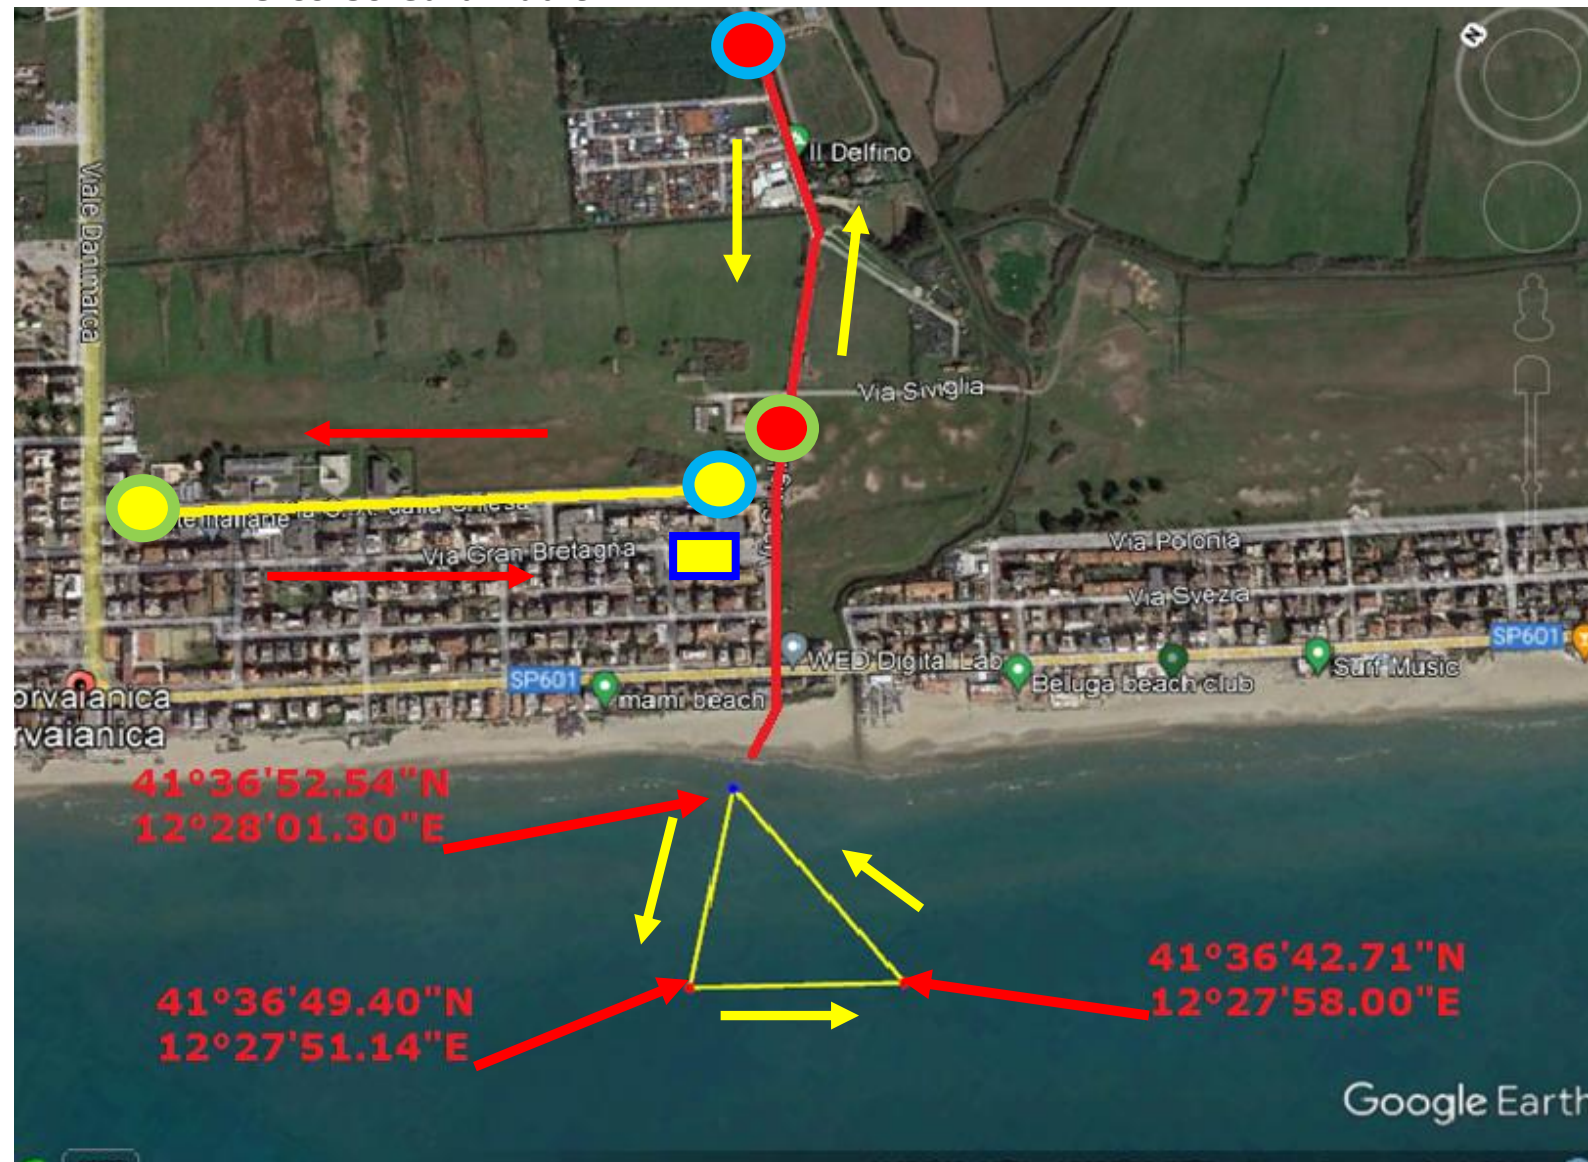 Viale Danimarca
Il Delfino
Via Siviglia
Via Gran Bretagna
Via Polonia
Via Svezia
SP601
WED Digital Lab
SP601
mami beach
Beluga beach club
Surf Music
orvaianica
rvaianica
41°36'52.54"N
12°28'01.30"E
41°36'49.40"N
12°27'51.14"E
41°36'42.71"N
12°27'58.00"E
Google Earth
N